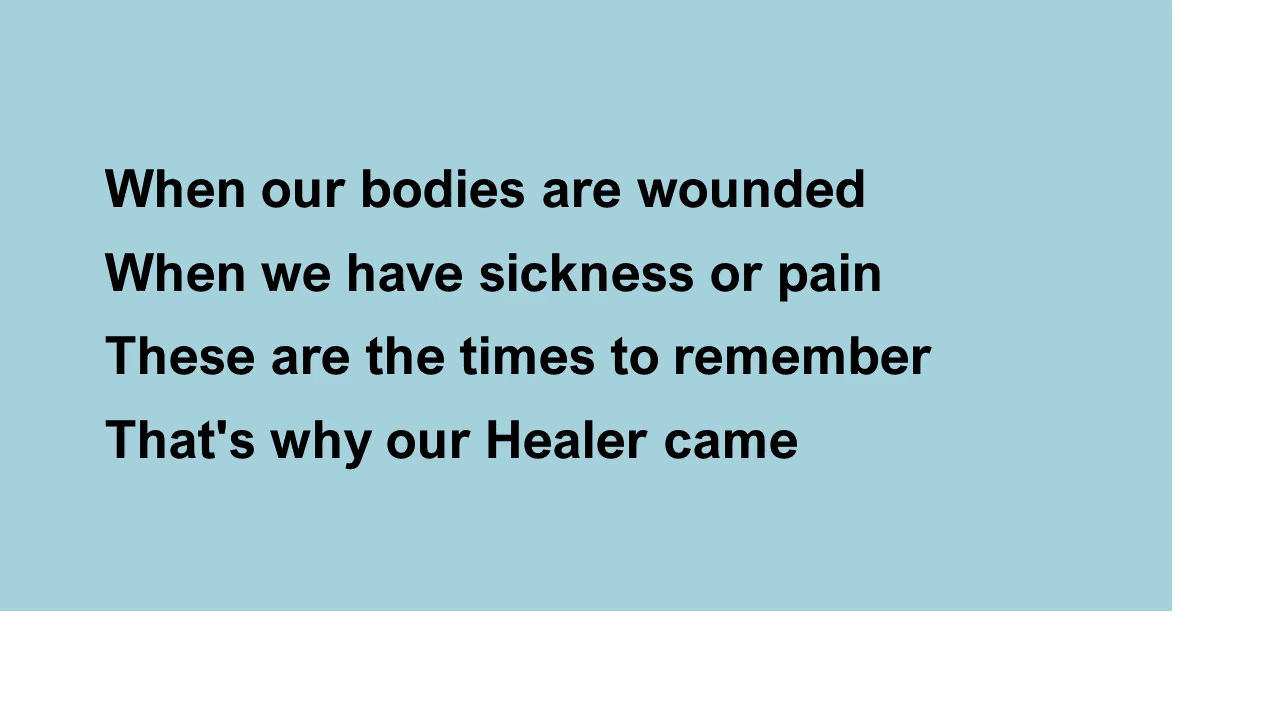 When our bodies are wounded
When we have sickness or pain
These are the times to remember
That's why our Healer came